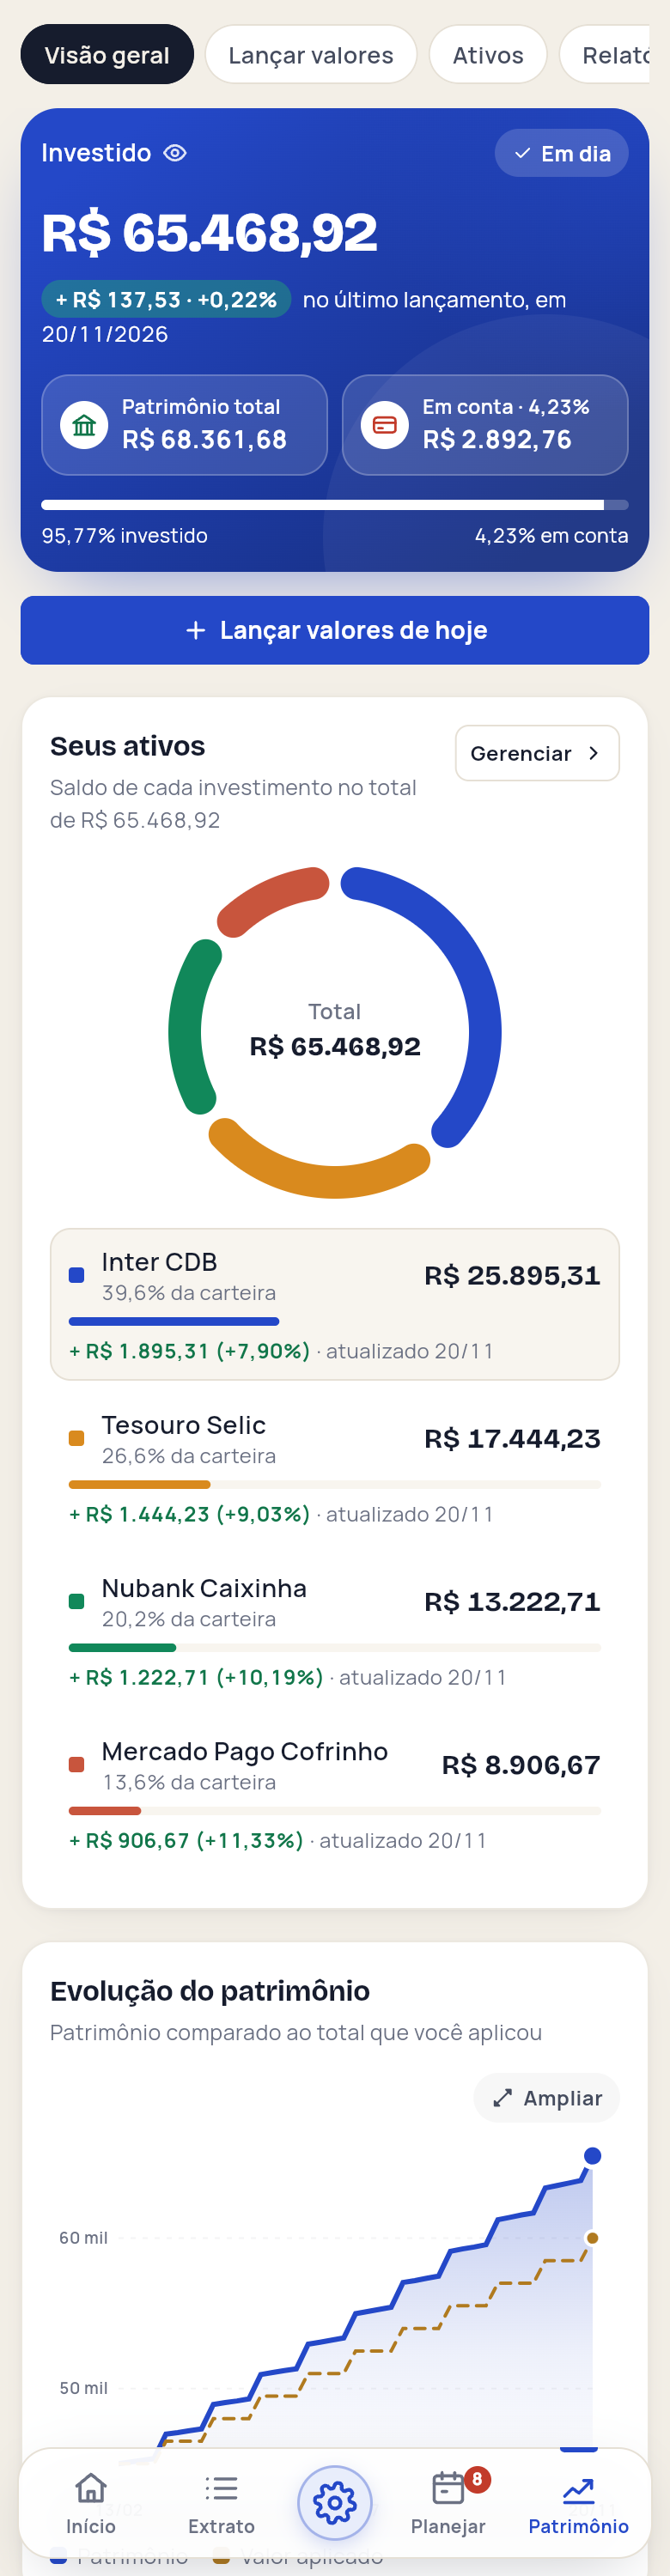 Visão geral
Lançar valores
Ativos
Investido
Em dia
R$ 65.468,92
+ R$ 137,53 · +0,22% no último lançamento, em
20/11/2026
Patrimônio total
R$ 68.361,68
Em conta · 4,23%
R$ 2.892,76
95,77% investido
4,23% em conta
+ Lançar valores de hoje
Seus ativos
Gerenciar
Saldo de cada investimento no total
de R$ 65.468,92
Total
R$ 65.468,92
Inter CDB
39,6% da carteira
R$ 25.895,31
+ R$ 1.895,31 (+7,90%) · atualizado 20/11
Tesouro Selic
26,6% da carteira
R$ 17.444,23
+ R$ 1.444,23 (+9,03%) · atualizado 20/11
Nubank Caixinha
20,2% da carteira
R$ 13.222,71
+ R$ 1.222,71 (+10,19%) · atualizado 20/11
Mercado Pago Cofrinho
13,6% da carteira
R$ 8.906,67
+ R$ 906,67 (+11,33%) · atualizado 20/11
Evolução do patrimônio
Patrimônio comparado ao total que você aplicou
Ampliar
60 mil
50 mil
8
Início
Extrato
Planejar
Patrimônio
Patrimônio
Valor aplicado